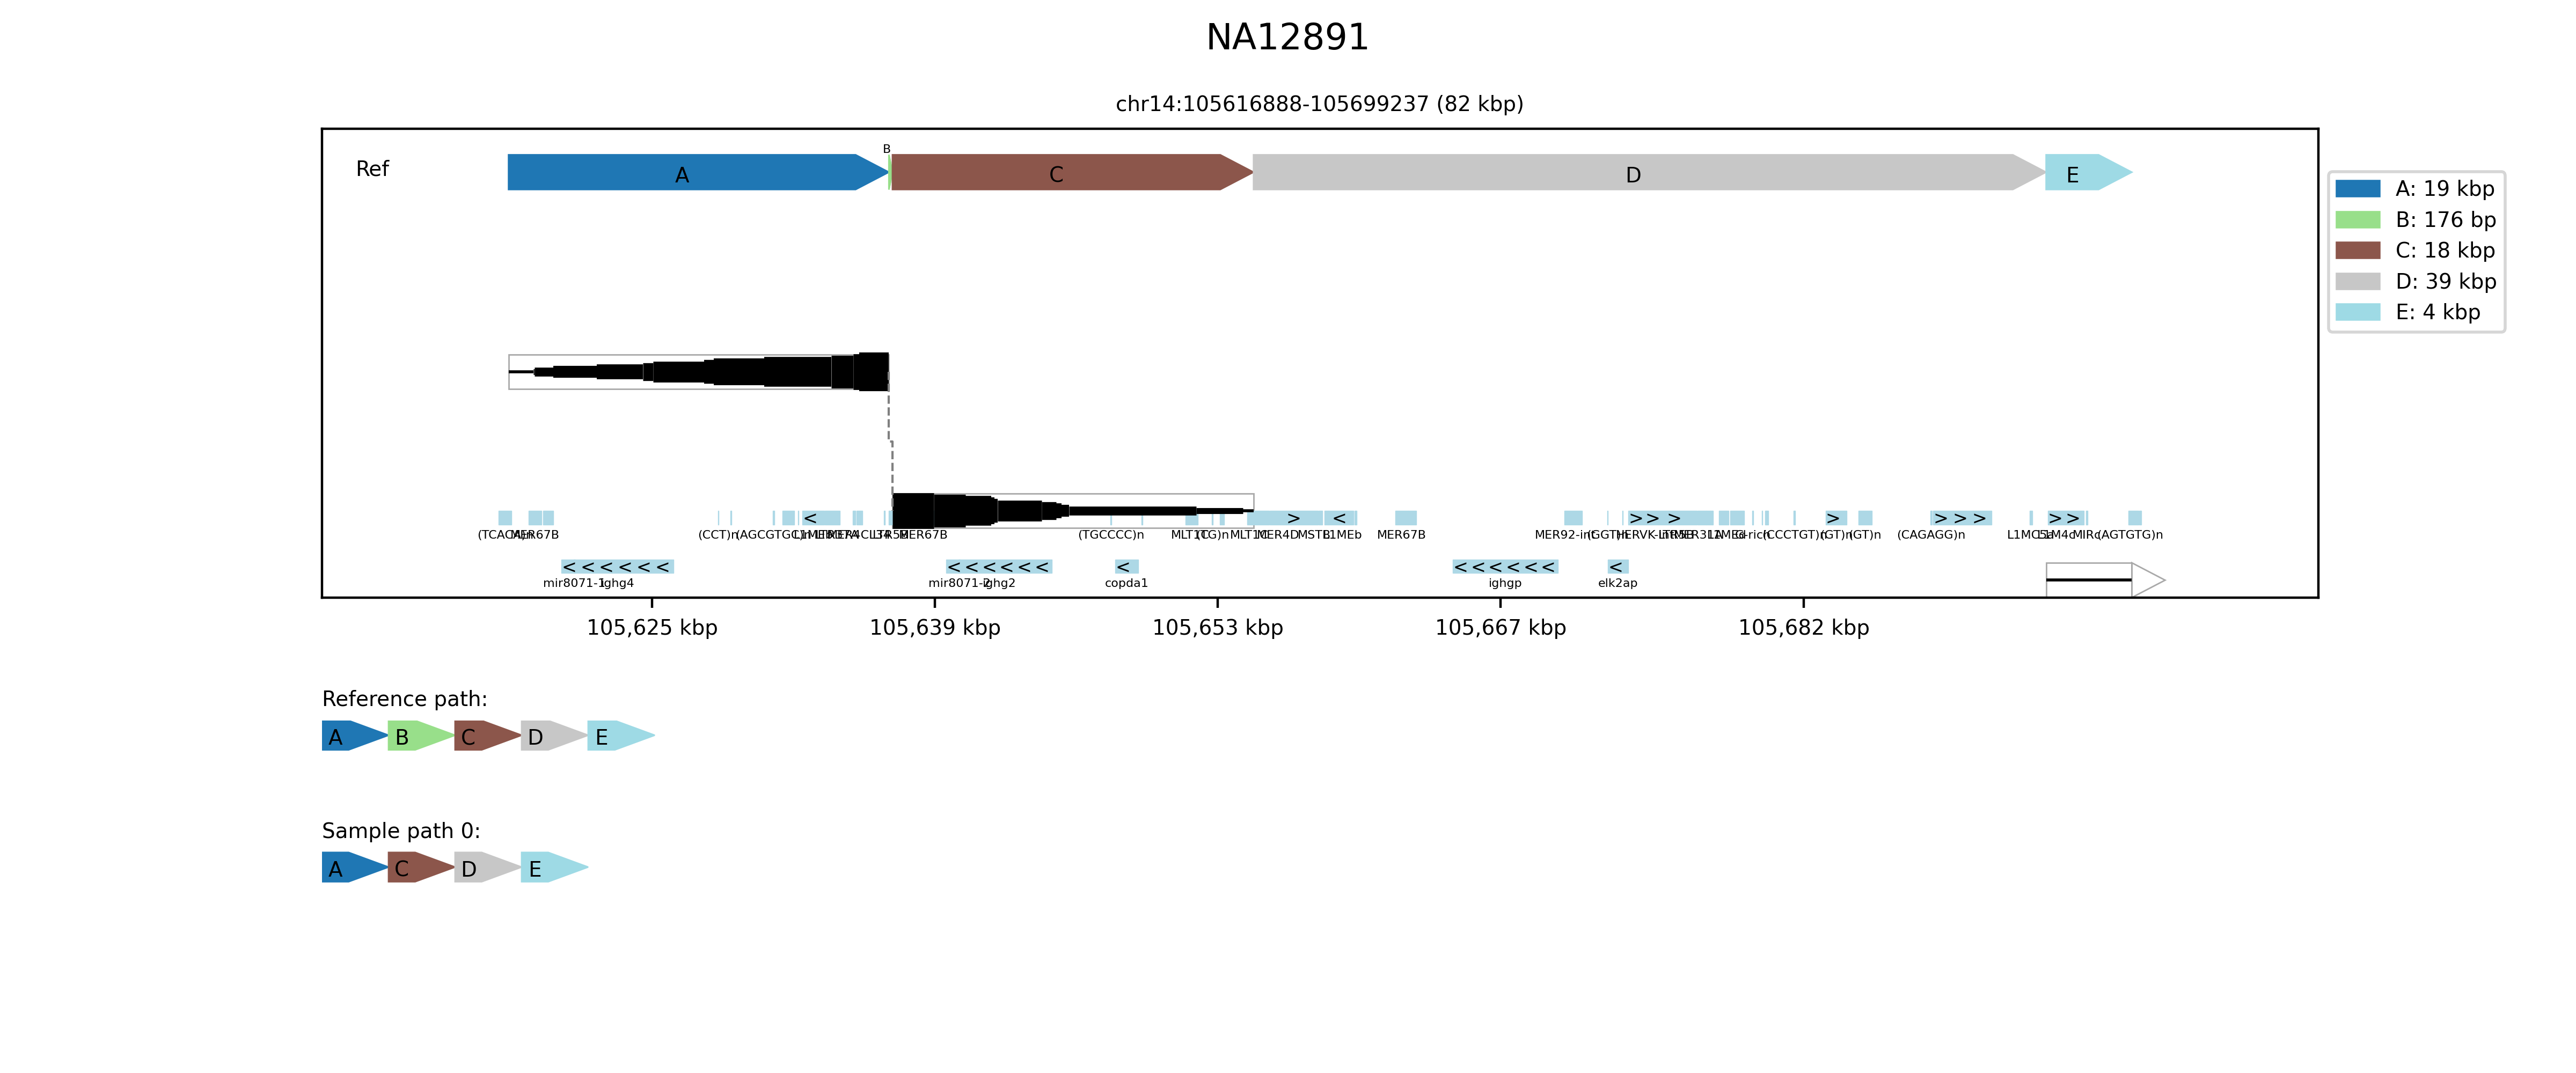 NA12891
chr14:105616888-105699237 (82 kbp)
Ref
B
A
C
D
E
A: 19 kbp
B: 176 bp
C: 18 kbp
D: 39 kbp
E: 4 kbp
< > < >> > > >>> >>
MER67B (CCT)n MER67B (TGCCCC)n MER67B (CAGAGG)n (AGTGTG)n
<<<<<< <<<<<< < <<<<<< <
mir8071-1 ighg4 mir8071-2 ighg2 copda1 ighgp elk2ap
105,625 kbp 105,639 kbp 105,653 kbp 105,667 kbp 105,682 kbp
Reference path:
A B C D E
Sample path 0:
A C D E